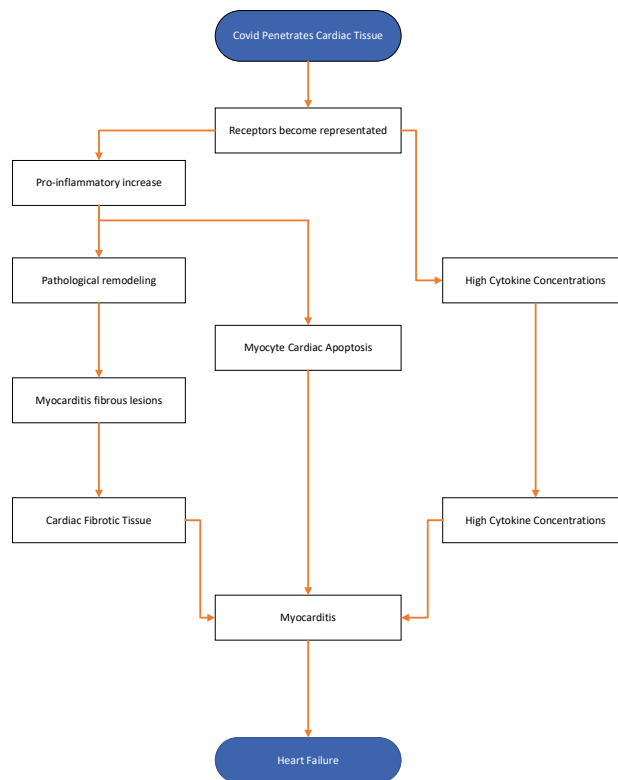 Covid Penetrates Cardiac Tissue
Receptors become representated
Pro-inflammatory increase
Pathological remodeling
High Cytokine Concentrations
Myocyte Cardiac Apoptosis
Myocarditis fibrous lesions
Cardiac Fibrotic Tissue
High Cytokine Concentrations
Myocarditis
Heart Failure